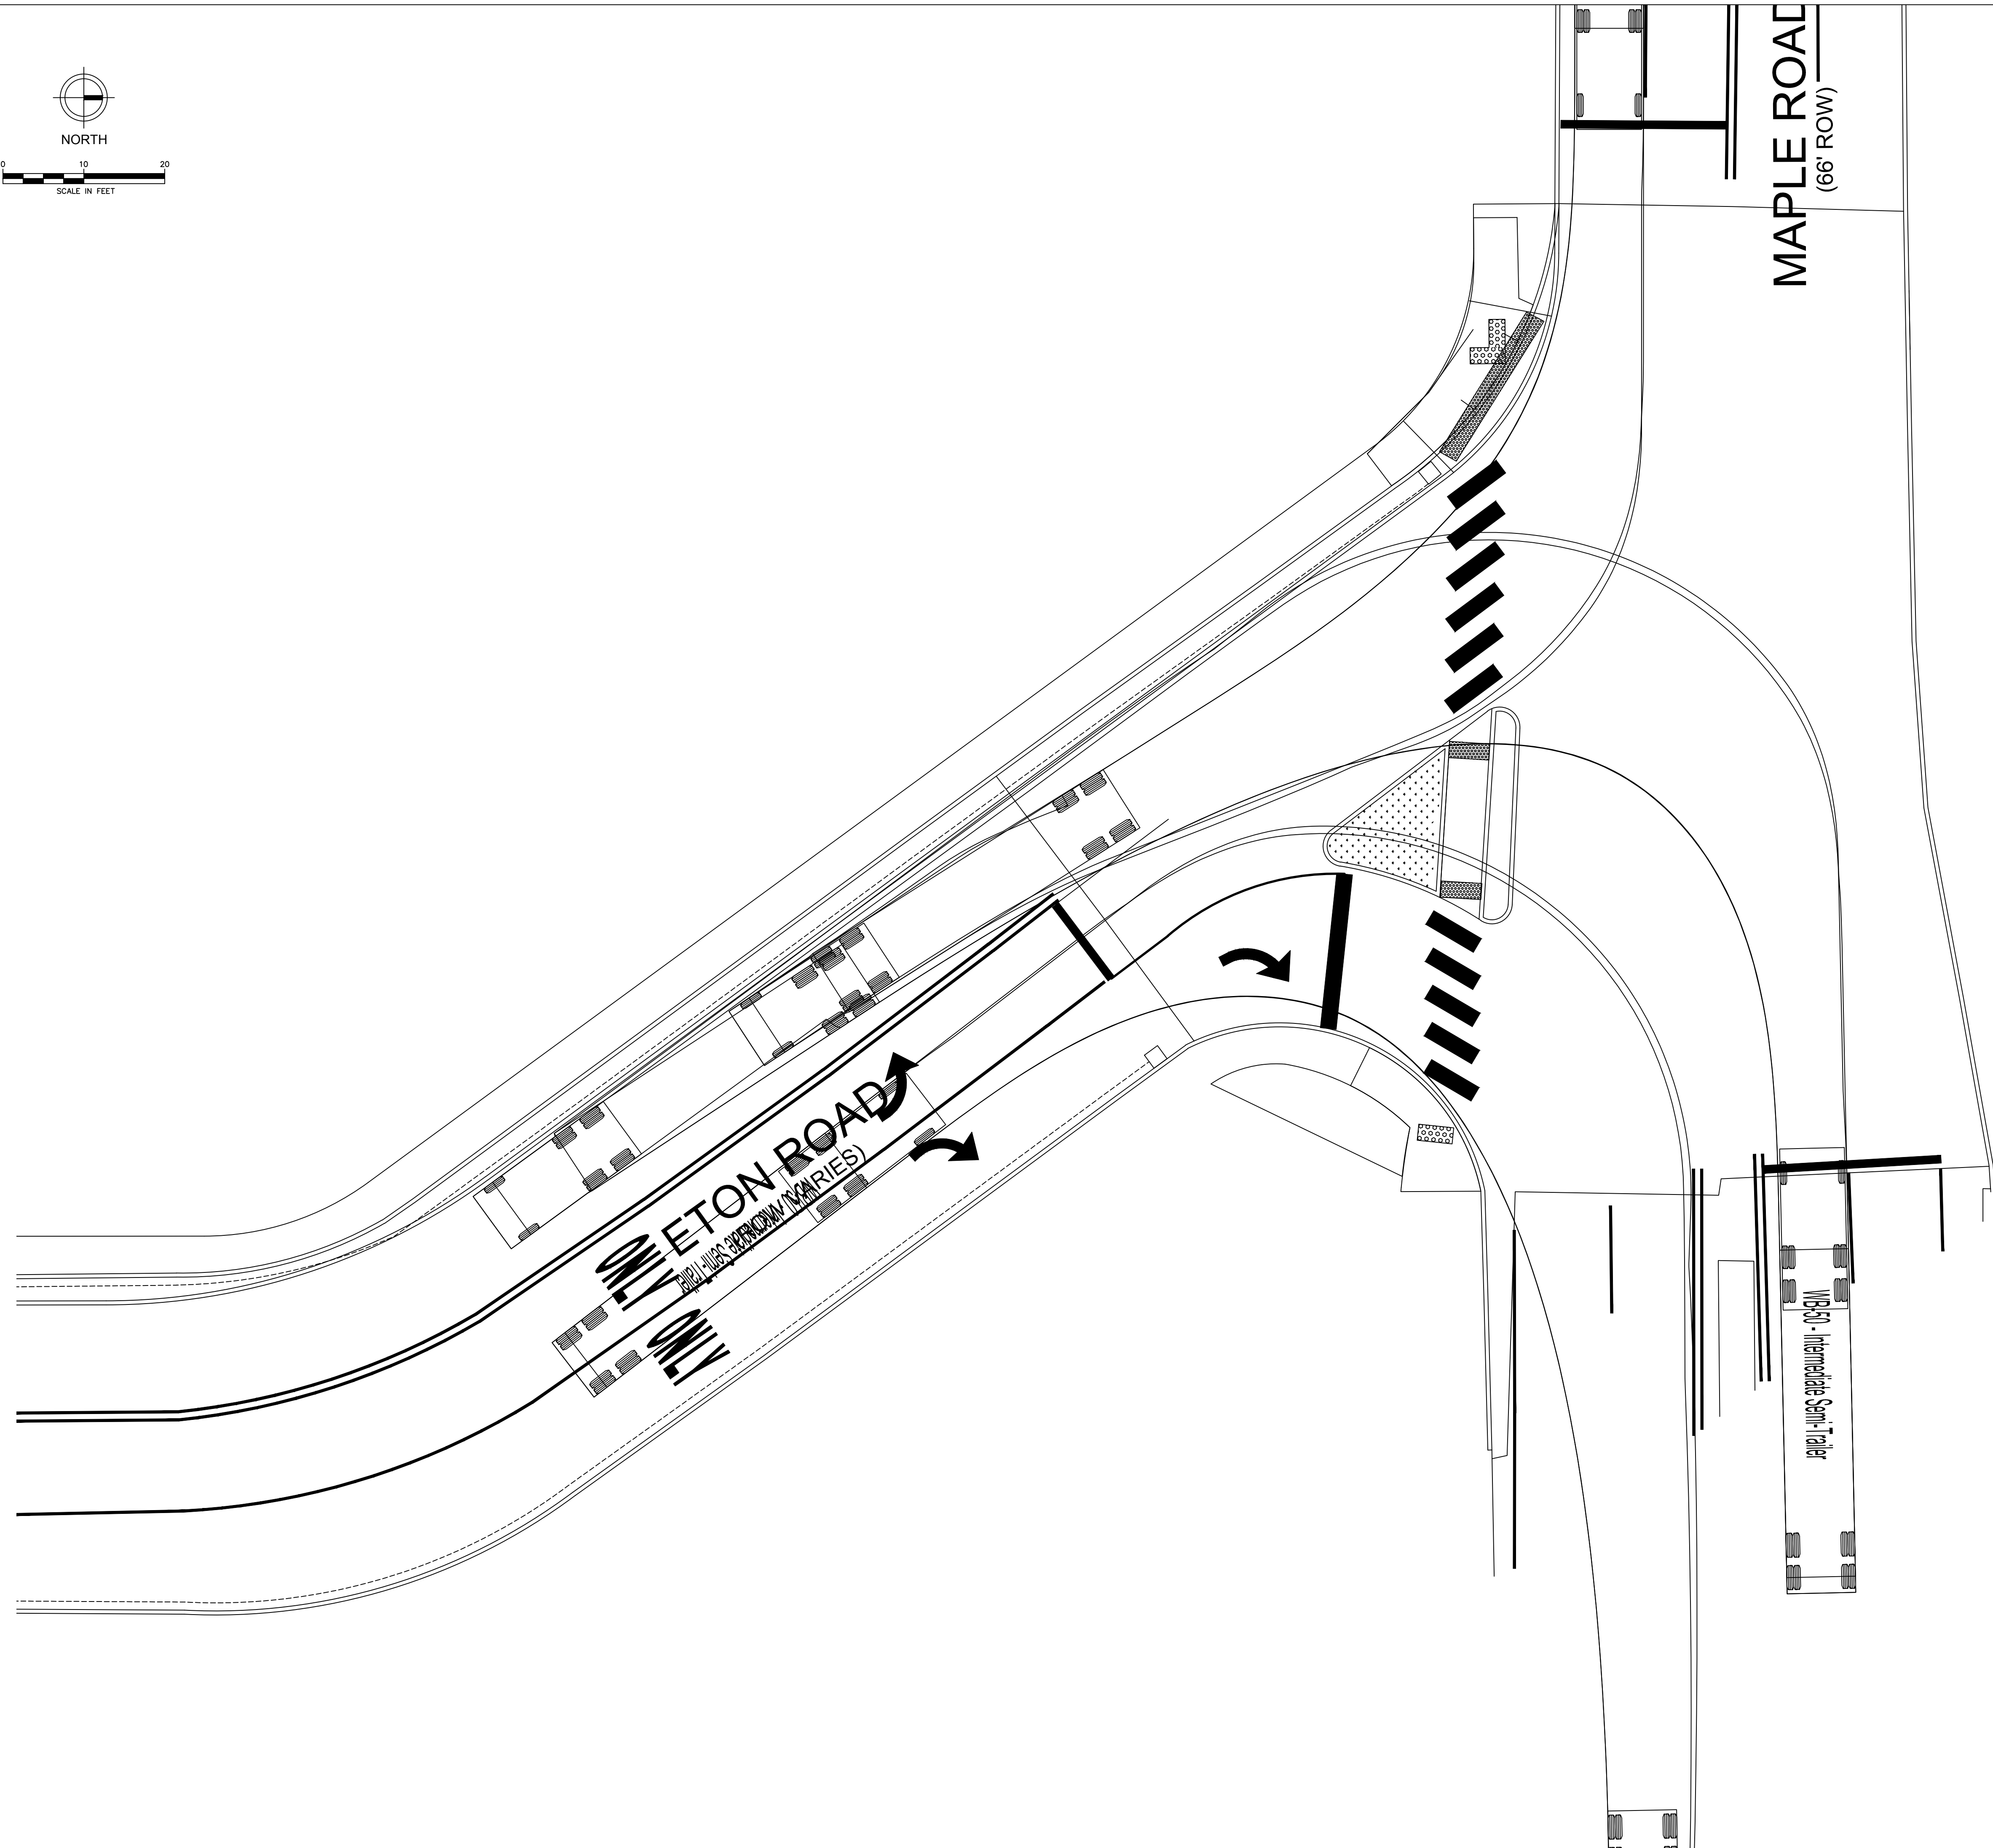 NORTH
0 10 20
SCALE IN FEET
MAPLE ROAD
(66' ROW)
ETON ROAD
ONLY
ONLY
WB-50 - Intermediate Semi-Trailer